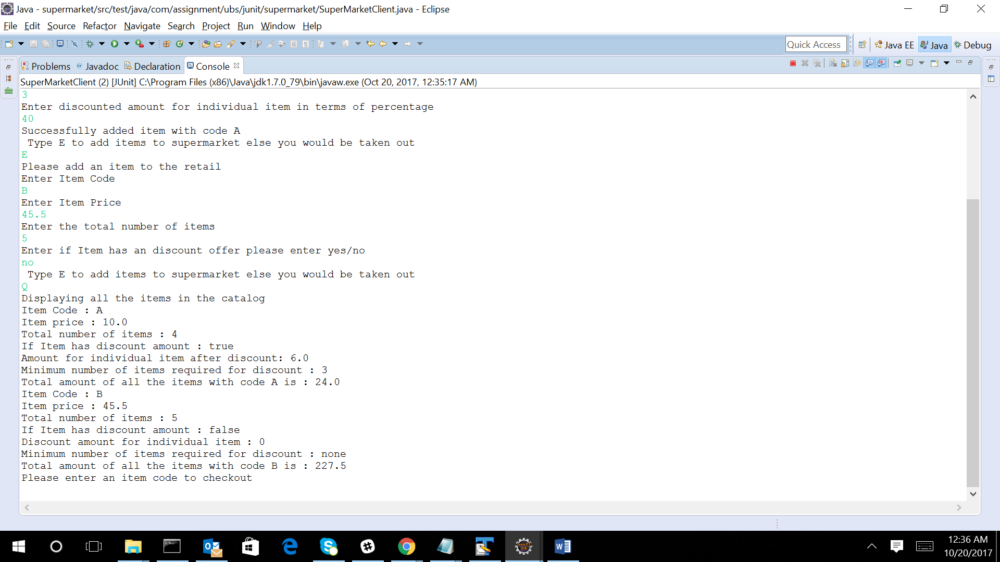 Java - supermarket/src/test/java/com/assignment/ubs/junit/supermarket/SuperMarketClient.java - Eclipse
File Edit Source Refactor Navigate Search Project Run Window Help
Quick Access Java EE Java Debug
Problems @ Javadoc Declaration Console
SuperMarketClient (2) [JUnit] C:\Program Files (x86)\Java\jdk1.7.0_79\bin\javaw.exe (Oct 20, 2017, 12:35:17 AM)
3
Enter discounted amount for individual item in terms of percentage
40
Successfully added item with code A
Type E to add items to supermarket else you would be taken out
E
Please add an item to the retail
Enter Item Code
B
Enter Item Price
45.5
Enter the total number of items
5
Enter if Item has an discount offer please enter yes/no
no
Type E to add items to supermarket else you would be taken out
Q
Displaying all the items in the catalog
Item Code : A
Item price : 10.0
Total number of items : 4
If Item has discount amount : true
Amount for individual item after discount: 6.0
Minimum number of items required for discount : 3
Total amount of all the items with code A is : 24.0
Item Code : B
Item price : 45.5
Total number of items : 5
If Item has discount amount : false
Discount amount for individual item : 0
Minimum number of items required for discount : none
Total amount of all the items with code B is : 227.5
Please enter an item code to checkout
12:36 AM
10/20/2017